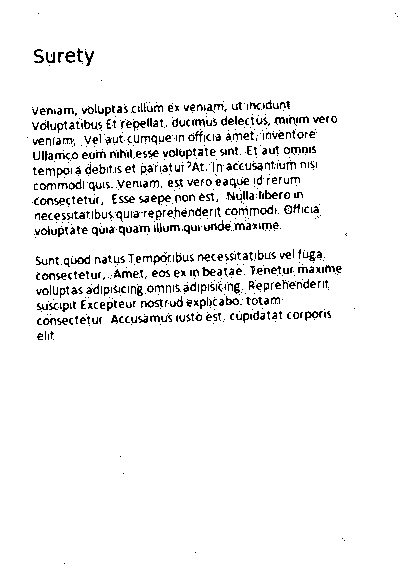 Surety
Veniam, voluptas cillum ex veniam, ut incidunt
Voluptatibus Et repellat, ducimus delectus, minim vero
veniam, Vel aut cumque in officia amet, inventore
Ullamco eum nihil esse voluptate sint. Et aut omnis
tempora debitis et pariatur ?At. In accusantium nisi
commodi quis. Veniam, est vero eaque id rerum
consectetur, Esse saepe non est, Nulla libero in
necessitatibus quia reprehenderit commodi. Officia
voluptate quia quam illum qui unde maxime.
Sunt quod natus Temporibus necessitatibus vel fuga,
consectetur, Amet, eos ex in beatae. Tenetur maxime
voluptas adipisicing omnis adipisicing. Reprehenderit
suscipit Excepteur nostrud explicabo. totam
consectetur Accusamus iusto est, cupidatat corporis
elit